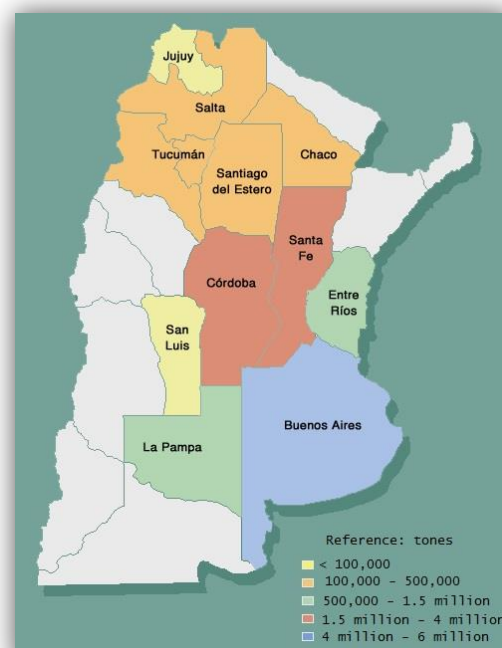 Jujuy
Salta
Tucumán
Santiago
del Estero
Chaco
Santa
Fe
Córdoba
Entre
Ríos
San
Luis
Buenos Aires
La Pampa
Reference: tones
< 100,000
100,000 - 500,000
500,000 - 1.5 million
1.5 million - 4 million
4 million - 6 million